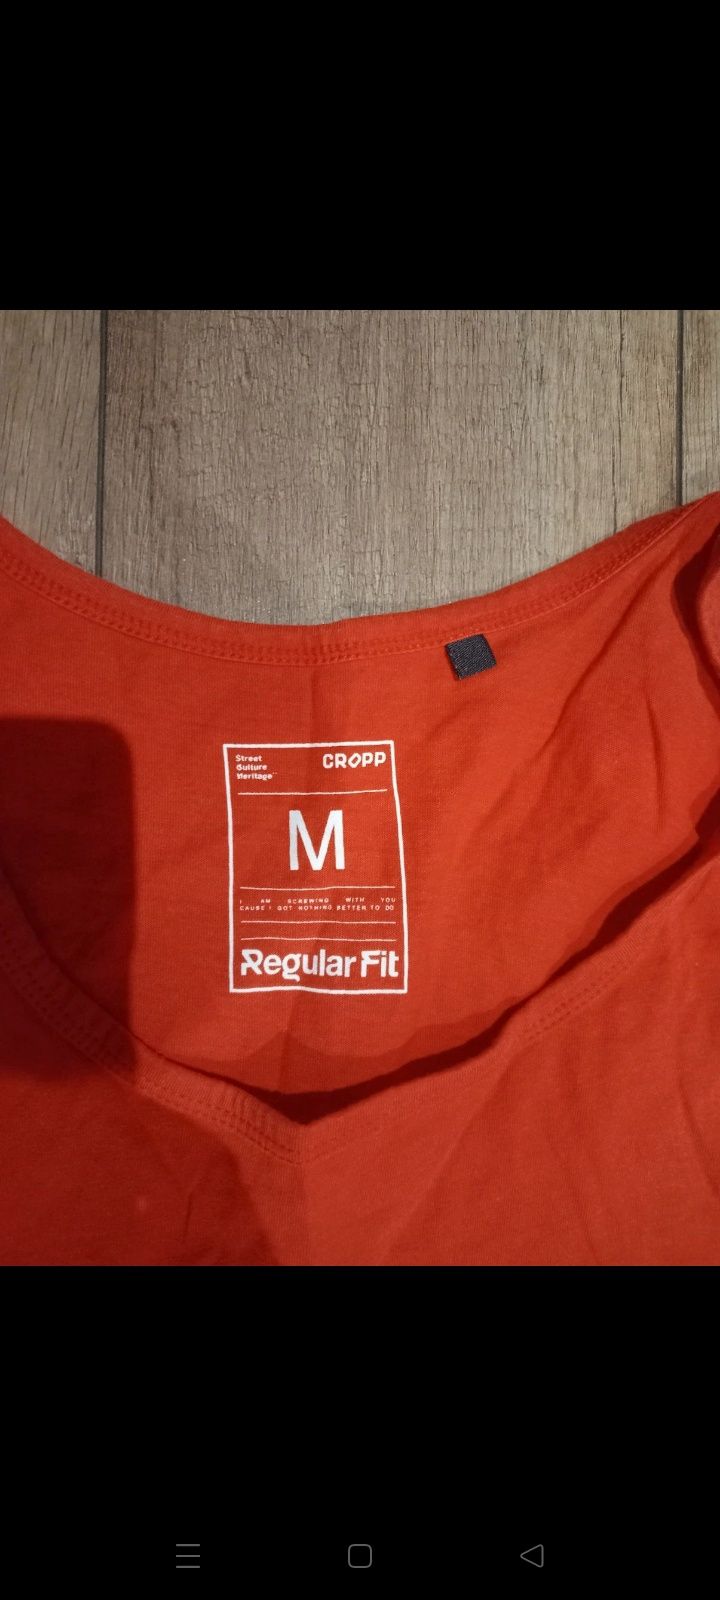 Street
Culture
Heritage
CROPP
M
I AM SCREWING WITH YOU
CAUSE I GOT NOTHING BETTER TO DO
Regular Fit